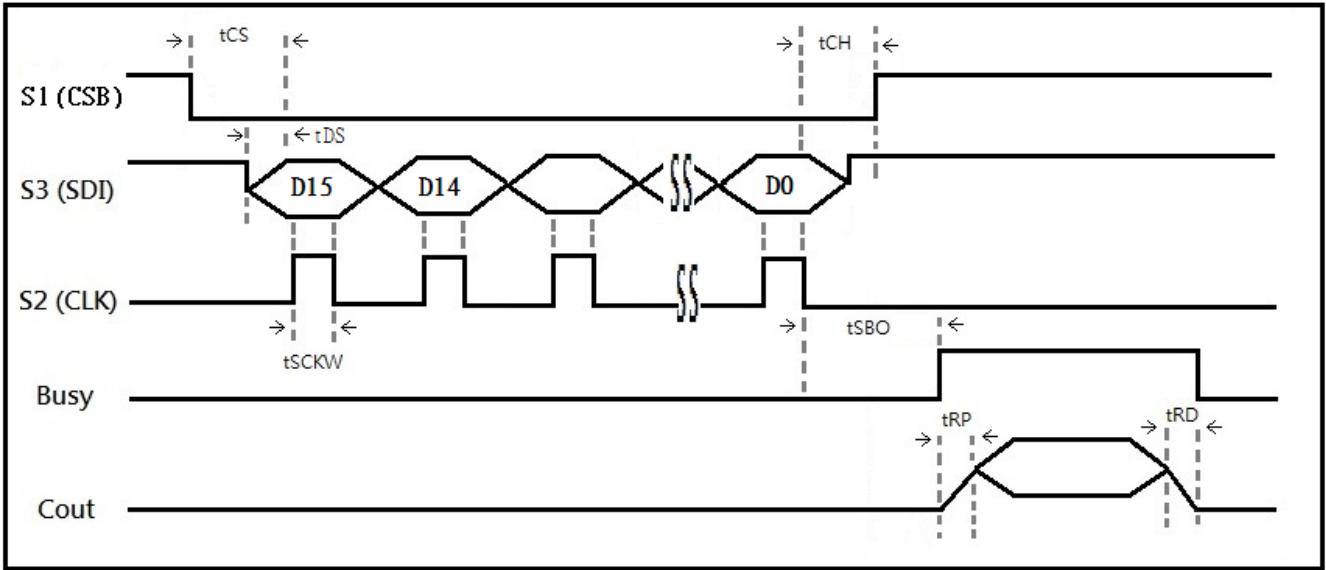 tCS
tCH
S1 (CSB)
tDS
S3 (SDI)
D15
D14
D0
S2 (CLK)
tSCKW
tSBO
Busy
tRP
tRD
Cout